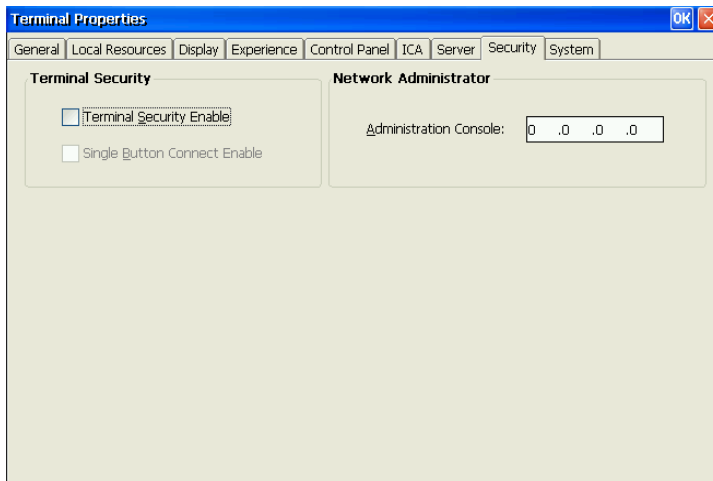 Terminal Properties OK
General Local Resources Display Experience Control Panel ICA Server Security System
Terminal Security
Terminal Security Enable
Single Button Connect Enable
Network Administrator
Administration Console: 0 .0 .0 .0